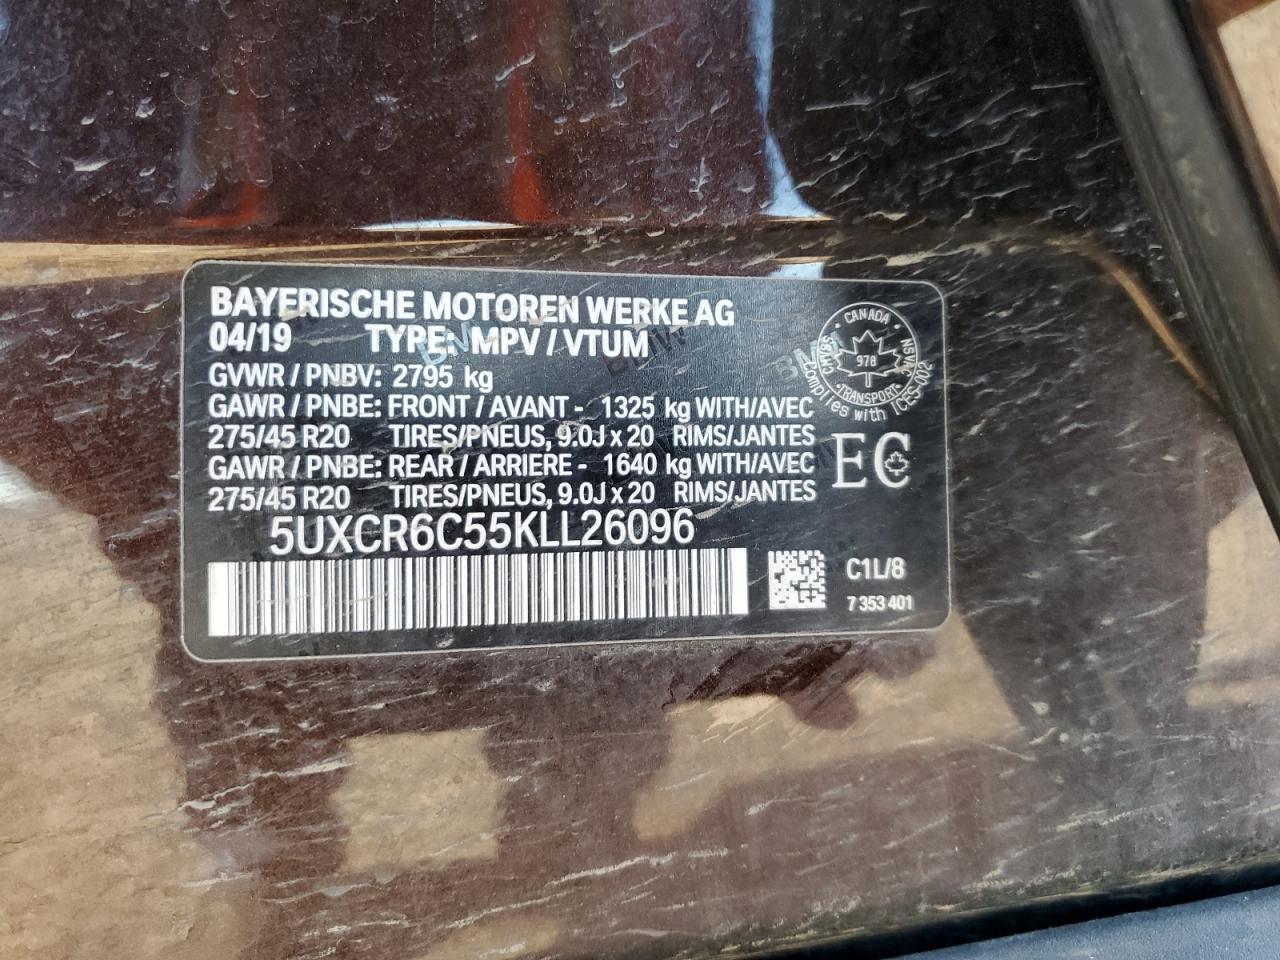 BAYERISCHE MOTOREN WERKE AG
04/19 TYPE: MPV / VTUM
GVWR / PNBV: 2795 kg
GAWR / PNBE: FRONT / AVANT - 1325 kg WITH/AVEC
275/45 R20 TIRES/PNEUS, 9.0J x 20 RIMS/JANTES
GAWR / PNBE: REAR / ARRIERE - 1640 kg WITH/AVEC
275/45 R20 TIRES/PNEUS, 9.0J x 20 RIMS/JANTES
5UXCR6C55KLL26096
CANADA
CMVSS
NSVAC
978
TRANSPORT
Complies with ICES-002
EC
C1L/8
7 353 401